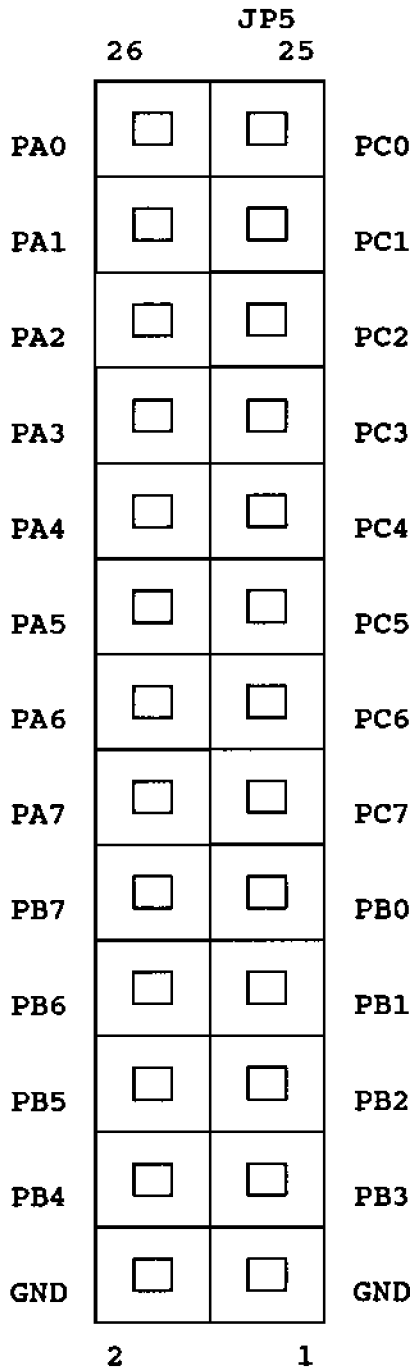 JP5
26 25
PA0 PC0
PA1 PC1
PA2 PC2
PA3 PC3
PA4 PC4
PA5 PC5
PA6 PC6
PA7 PC7
PB7 PB0
PB6 PB1
PB5 PB2
PB4 PB3
GND GND
2 1